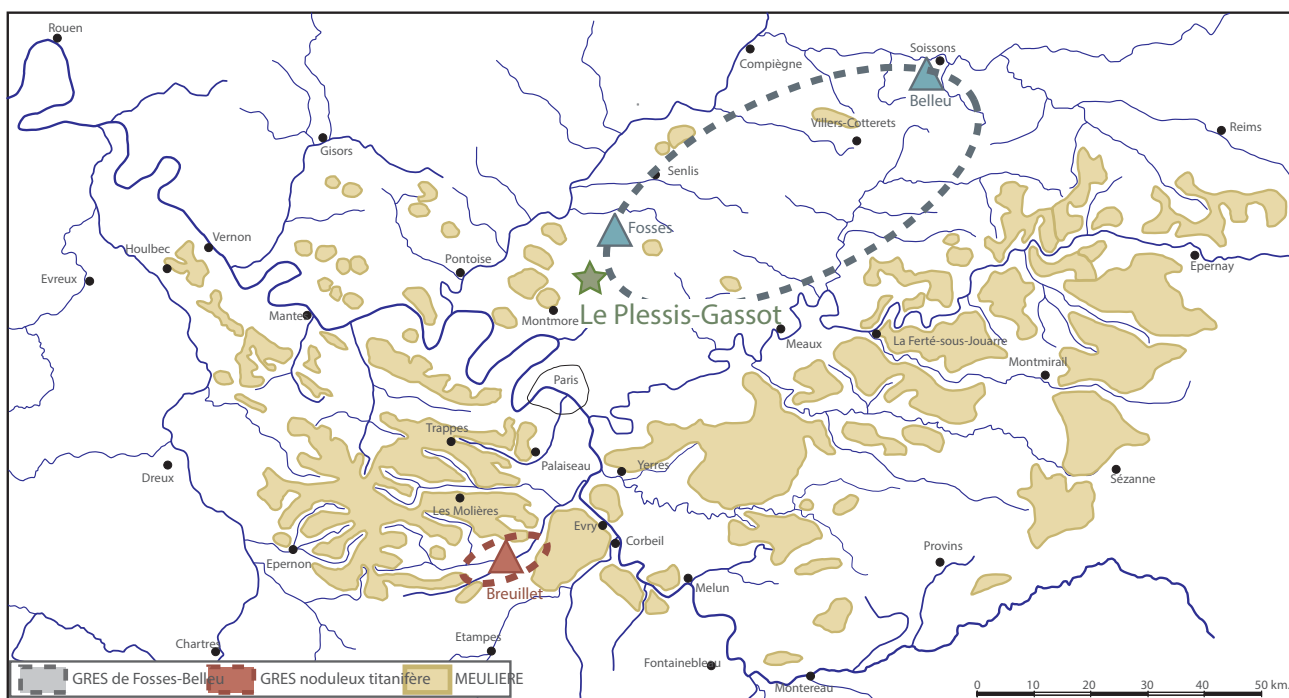 Rouen
Compiègne
Soissons
Belleu
Villers-Cotterets
Reims
Gisors
Senlis
Fosses
Vernon
Houlbec
Pontoise
Evreux
Epernay
Le Plessis-Gassot
Mante
Montmore
Meaux
La Ferté-sous-Jouarre
Montmirail
Paris
Trappes
Palaiseau
Yerres
Dreux
Sézanne
Les Molières
Evry
Corbeil
Epernon
Provins
Breuillet
Melun
Chartres
Etampes
Fontainebleau
Montereau
GRES de Fosses-Belleu
GRES noduleux titanifère
MEULIERE
0 10 20 30 40 50 km.